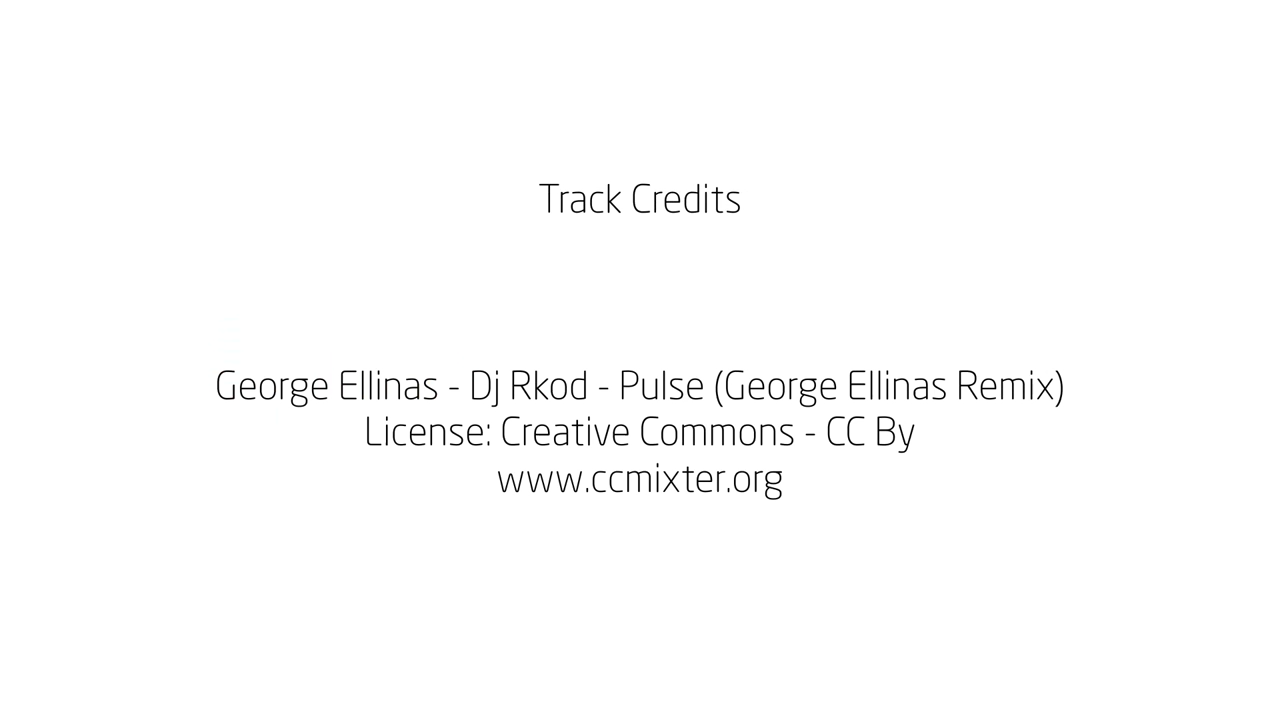 Track Credits
George Ellinas - Dj Rkod - Pulse (George Ellinas Remix)
License: Creative Commons - CC By
www.ccmixter.org